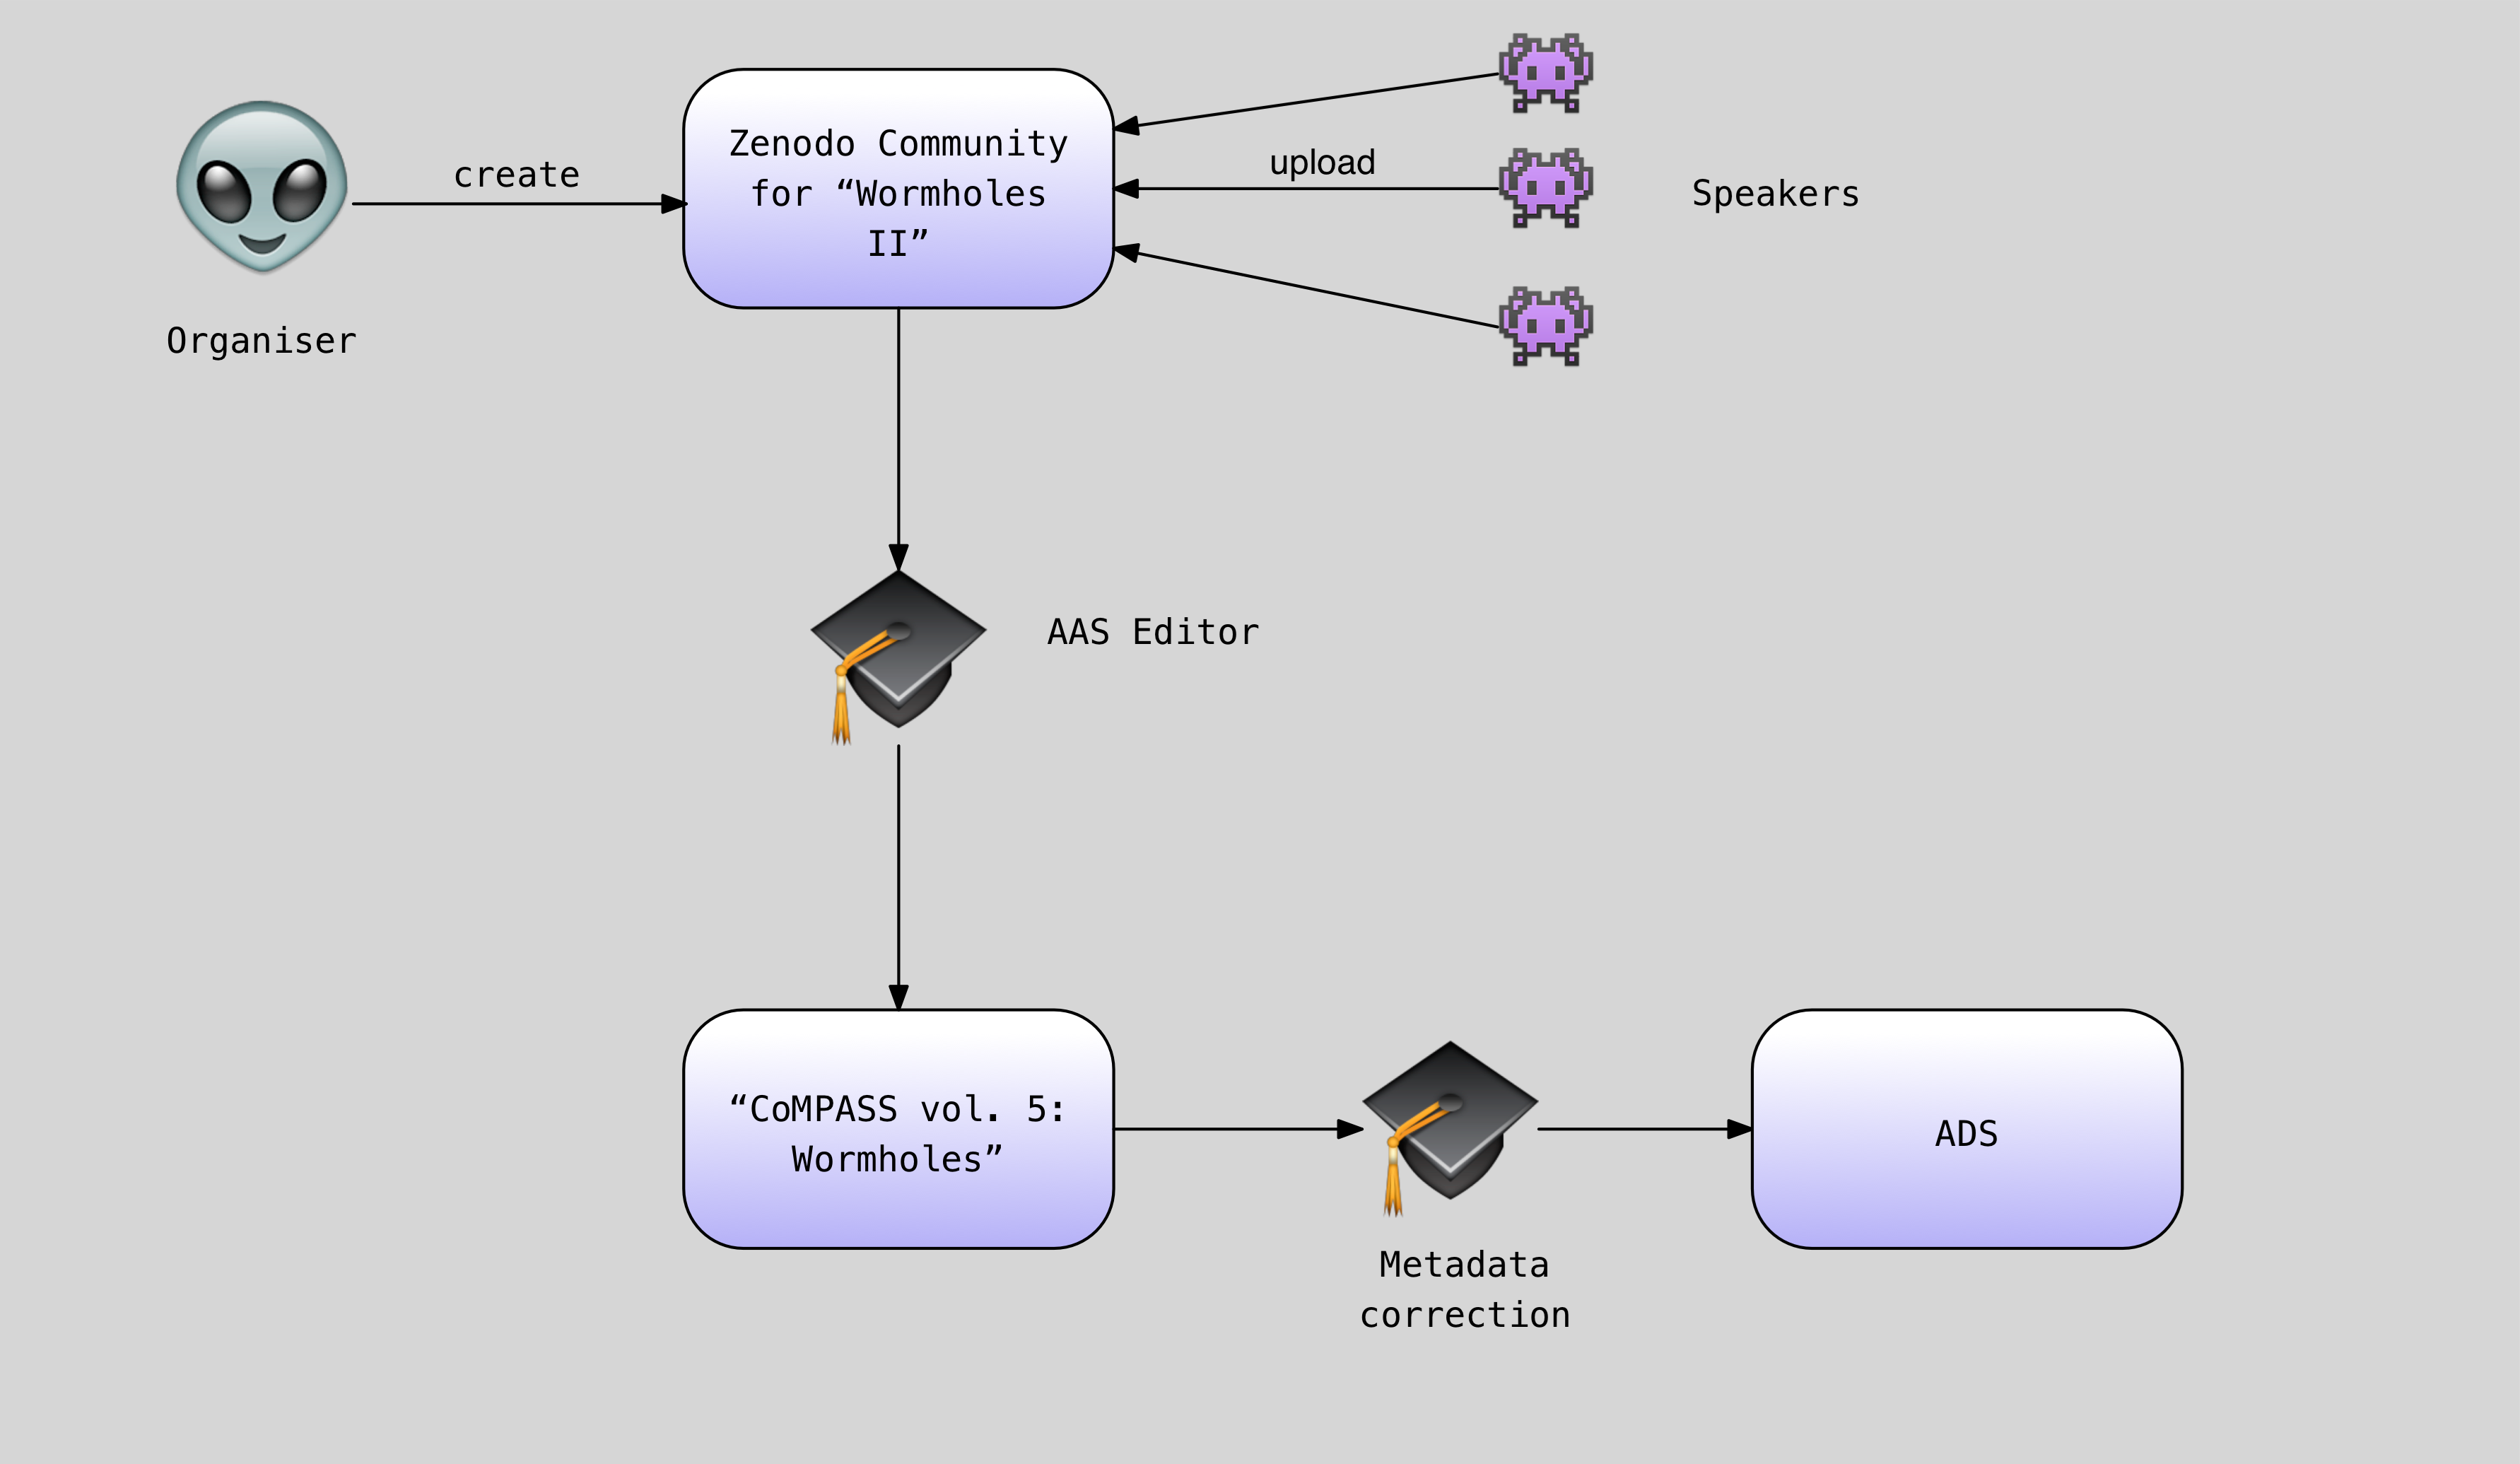 create
Zenodo Community
for “Wormholes
II”
upload
Speakers
Organiser
AAS Editor
“CoMPASS vol. 5:
Wormholes”
ADS
Metadata
correction